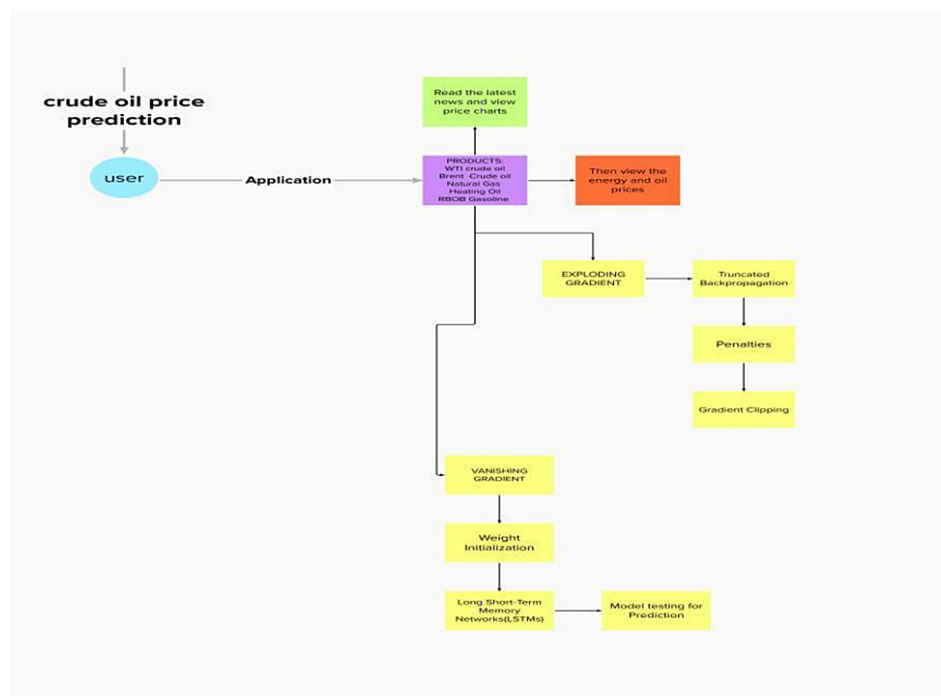 crude oil price
prediction
user
Application
Read the latest
news and view
price charts
PRODUCTS:
WTI crude oil
Brent Crude oil
Natural Gas
Heating Oil
RBOB Gasoline
Then view the
energy and oil
prices
EXPLODING
GRADIENT
Truncated
Backpropagation
Penalties
Gradient Clipping
VANISHING
GRADIENT
Weight
Initialization
Long Short-Term
Memory
Networks(LSTMs)
Model testing for
Prediction